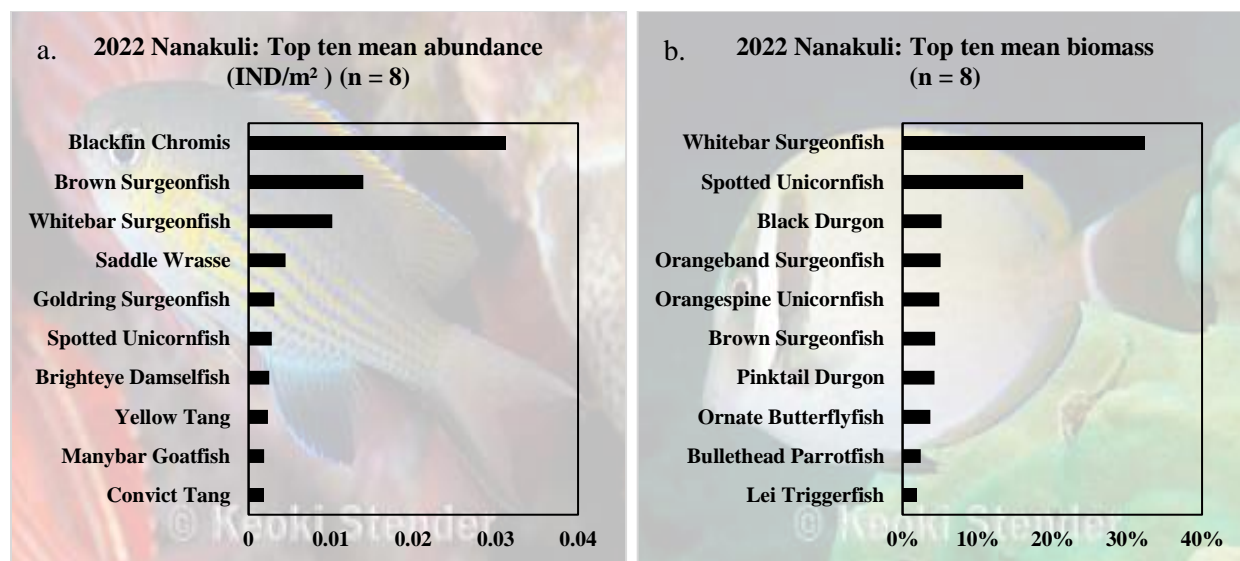 a.
2022 Nanakuli: Top ten mean abundance
(IND/m² ) (n = 8)
Blackfin Chromis
Brown Surgeonfish
Whitebar Surgeonfish
Saddle Wrasse
Goldring Surgeonfish
Spotted Unicornfish
Brighteye Damselfish
Yellow Tang
Manybar Goatfish
Convict Tang
0 0.01 0.02 0.03 0.04
© Keoki Stender
b.
2022 Nanakuli: Top ten mean biomass
(n = 8)
Whitebar Surgeonfish
Spotted Unicornfish
Black Durgon
Orangeband Surgeonfish
Orangespine Unicornfish
Brown Surgeonfish
Pinktail Durgon
Ornate Butterflyfish
Bullethead Parrotfish
Lei Triggerfish
0% 10% 20% 30% 40%
© Keoki Stender